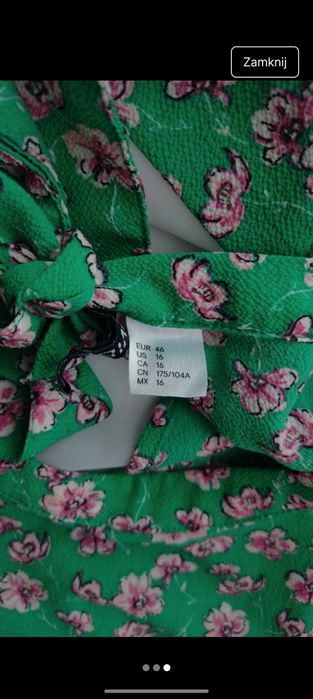 Zamknij
EUR 46
US 16
CA 16
CN 175/104A
MX 16